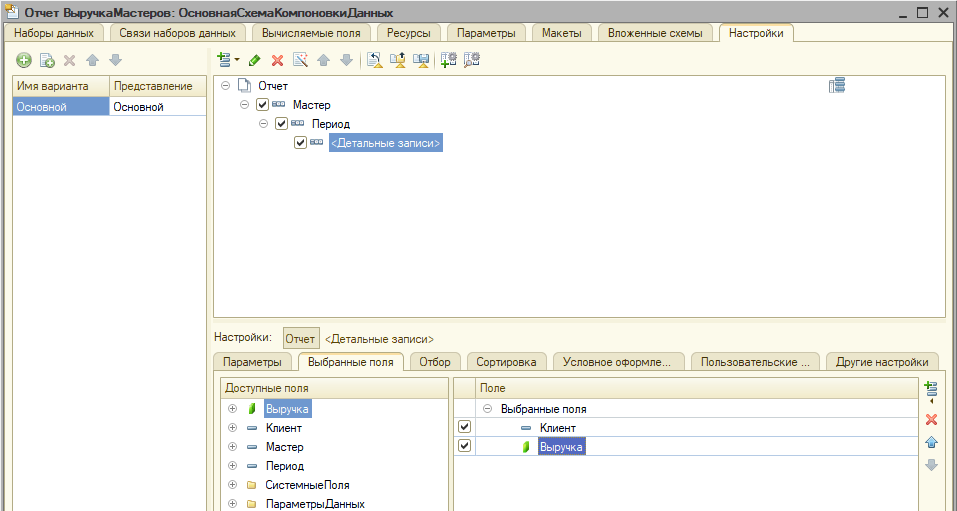 Отчет ВыручкаМастеров: ОсновнаяСхемаКомпоновкиДанных
Наборы данных Связи наборов данных Вычисляемые поля Ресурсы Параметры Макеты Вложенные схемы Настройки
Имя варианта Представление
Основной Основной
Отчет
Мастер
Период
<Детальные записи>
Настройки: Отчет <Детальные записи>
Параметры Выбранные поля Отбор Сортировка Условное оформле... Пользовательские ... Другие настройки
Доступные поля Поле
Выручка Выбранные поля
Клиент Клиент
Мастер Выручка
Период
СистемныеПоля
ПараметрыДанных